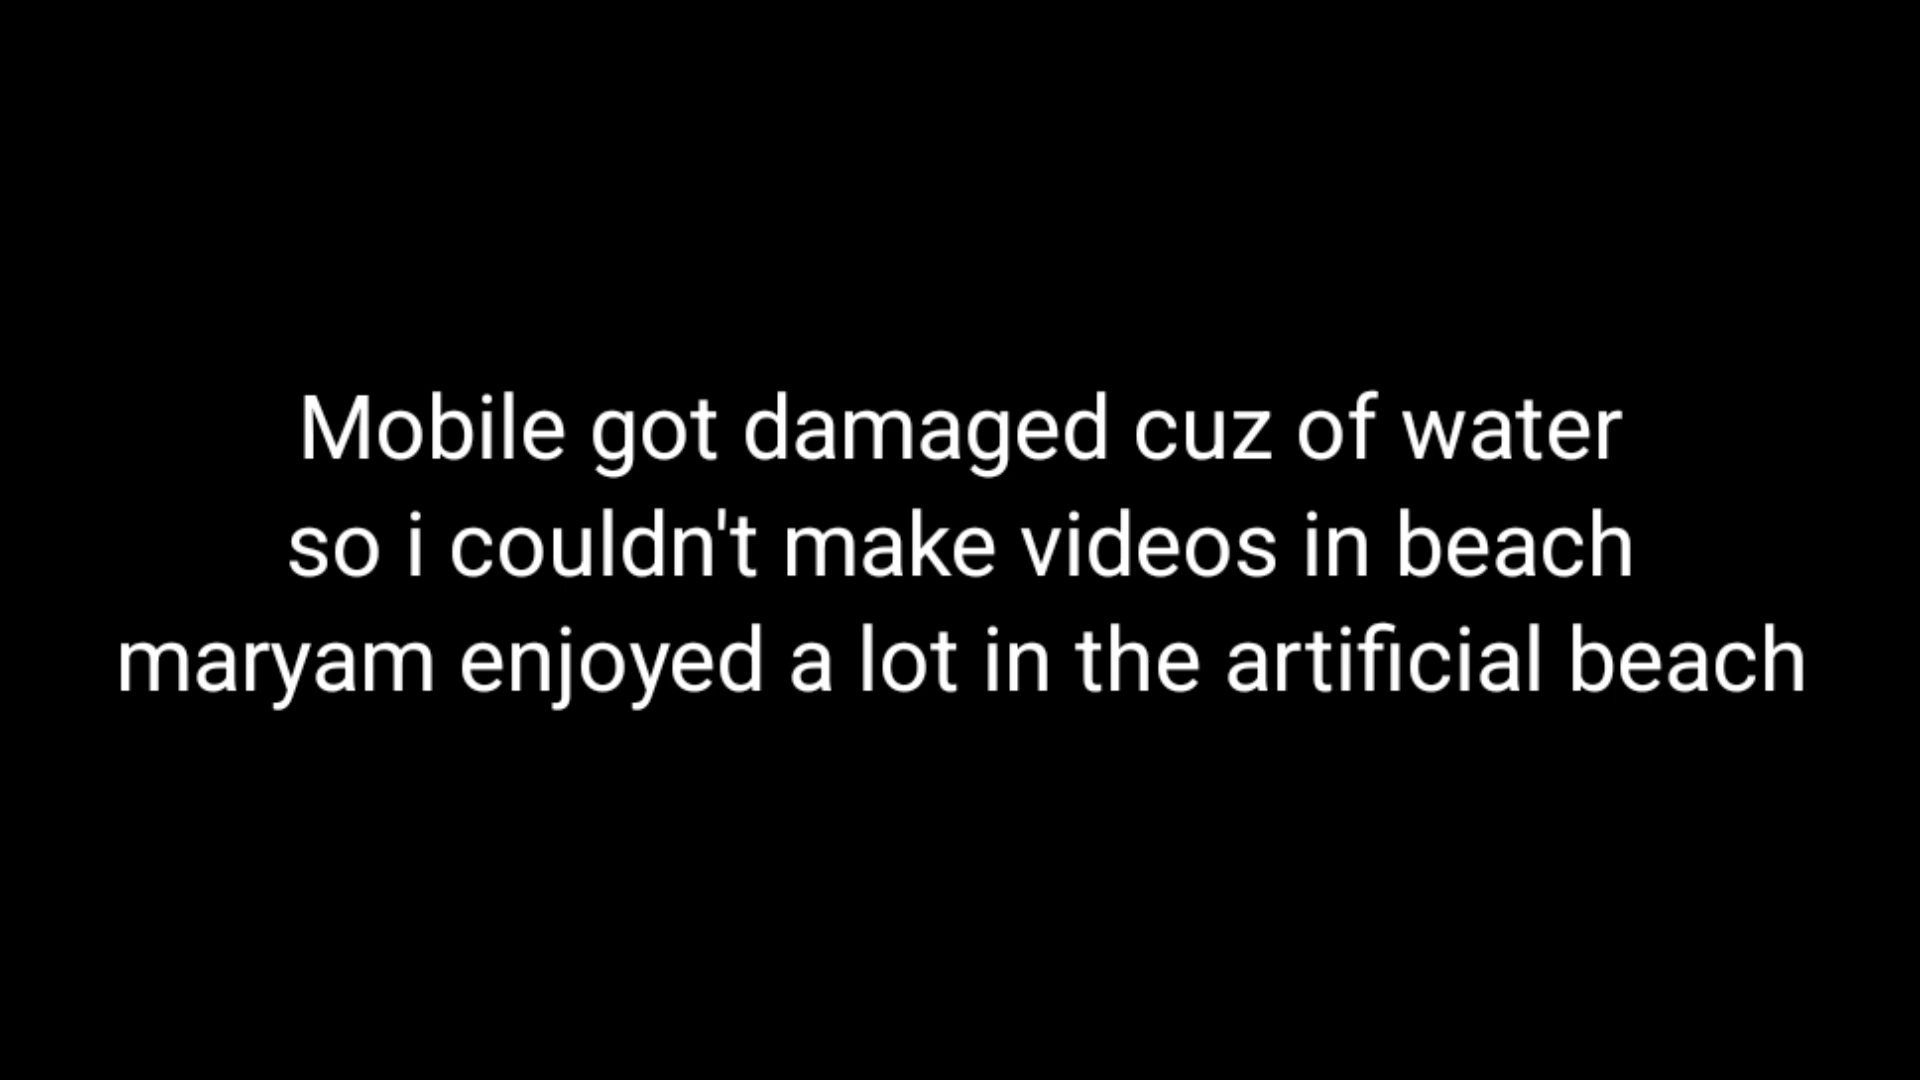 Mobile got damaged cuz of water
so i couldn't make videos in beach
maryam enjoyed a lot in the artificial beach